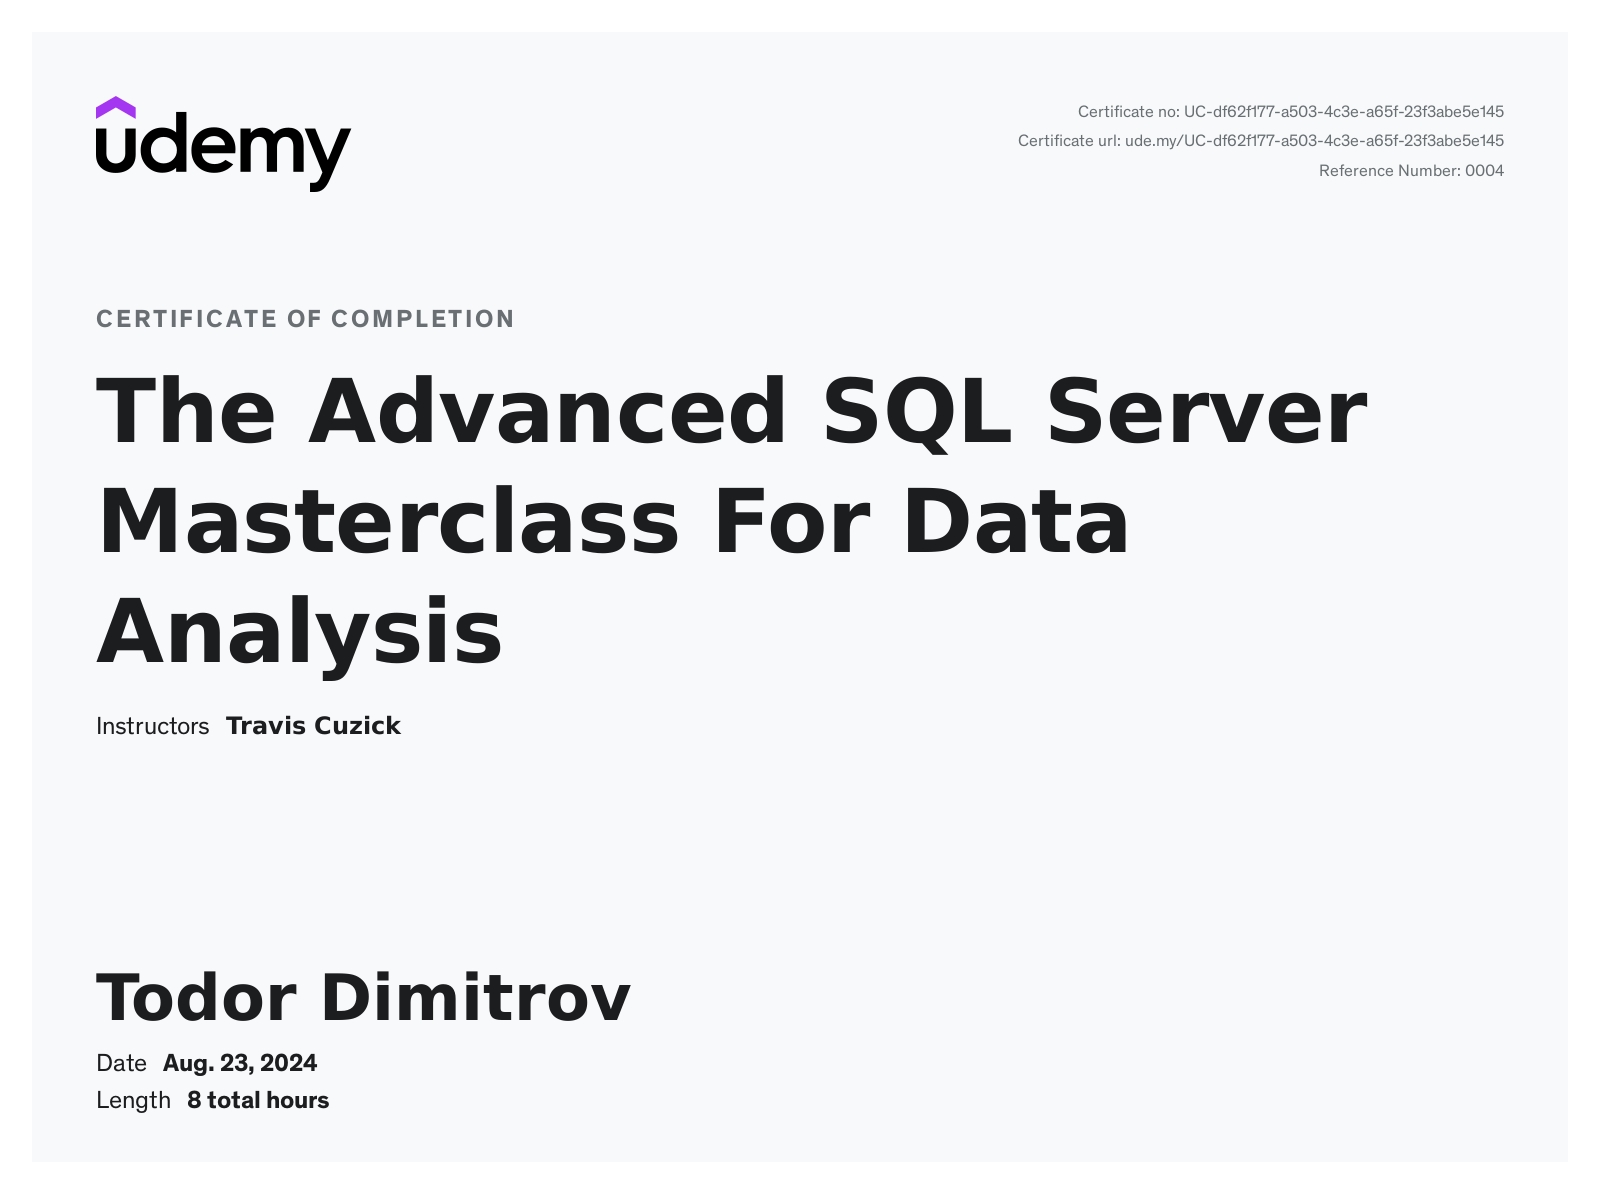 udemy
Certificate no: UC-df62f177-a503-4c3e-a65f-23f3abe5e145
Certificate url: ude.my/UC-df62f177-a503-4c3e-a65f-23f3abe5e145
Reference Number: 0004
CERTIFICATE OF COMPLETION
The Advanced SQL Server
Masterclass For Data
Analysis
Instructors Travis Cuzick
Todor Dimitrov
Date Aug. 23, 2024
Length 8 total hours